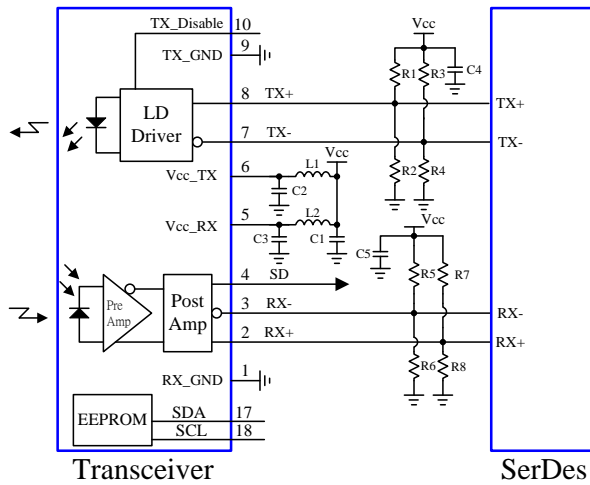 TX_Disable 10
TX_GND 9
Vcc
R1 R3 C4
LD
Driver
8 TX+ TX+
7 TX- TX-
R2 R4
Vcc_TX 6 L1 Vcc
C2
Vcc_RX 5 L2
C3 C1
Vcc
C5
R5 R7
4 SD
Pre
Amp
Post
Amp
3 RX- RX-
2 RX+ RX+
R6 R8
RX_GND 1
EEPROM
SDA 17
SCL 18
Transceiver SerDes